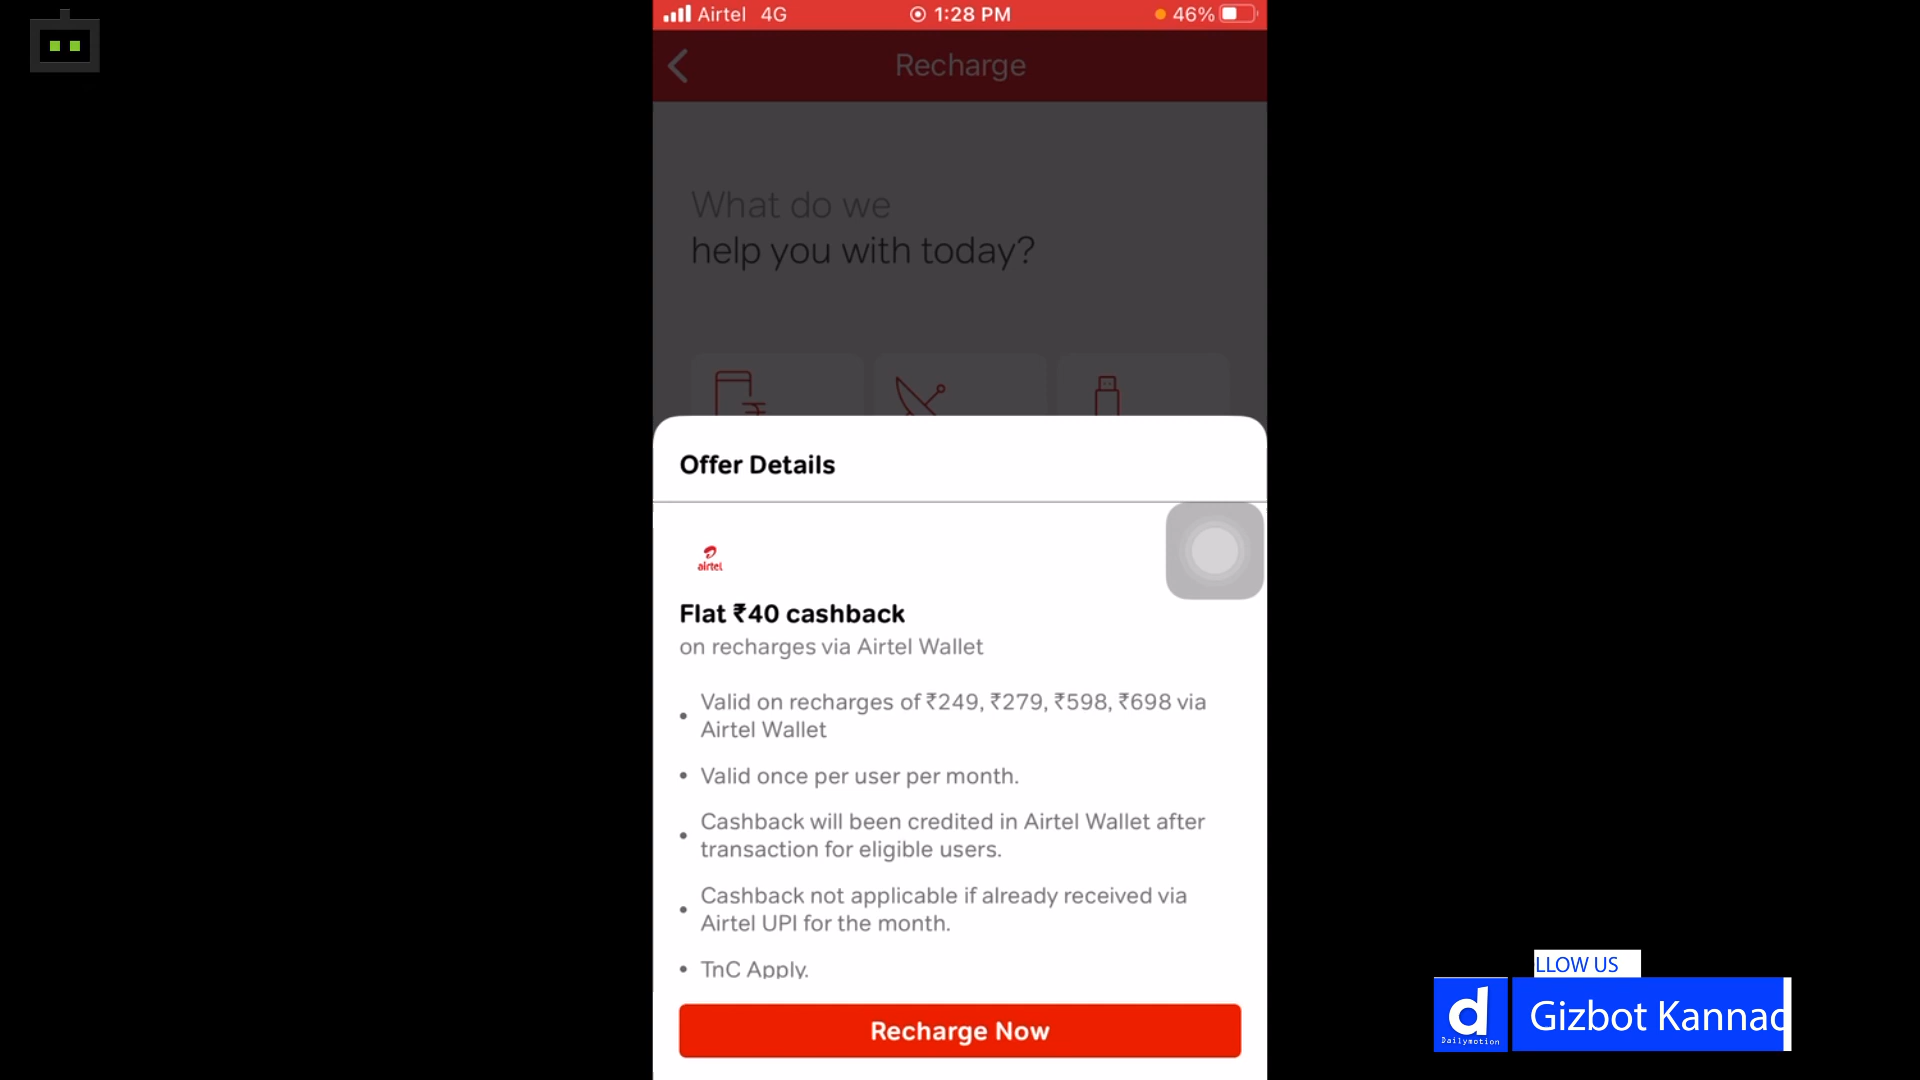 Airtel 4G 1:28 PM 46%
Recharge
What do we
help you with today?
Offer Details
airtel
Flat ₹40 cashback
on recharges via Airtel Wallet
• Valid on recharges of ₹249, ₹279, ₹598, ₹698 via
Airtel Wallet
• Valid once per user per month.
• Cashback will been credited in Airtel Wallet after
transaction for eligible users.
• Cashback not applicable if already received via
Airtel UPI for the month.
• TnC Apply.
Recharge Now
LLOW US
d Gizbot Kannad
Dailymotion